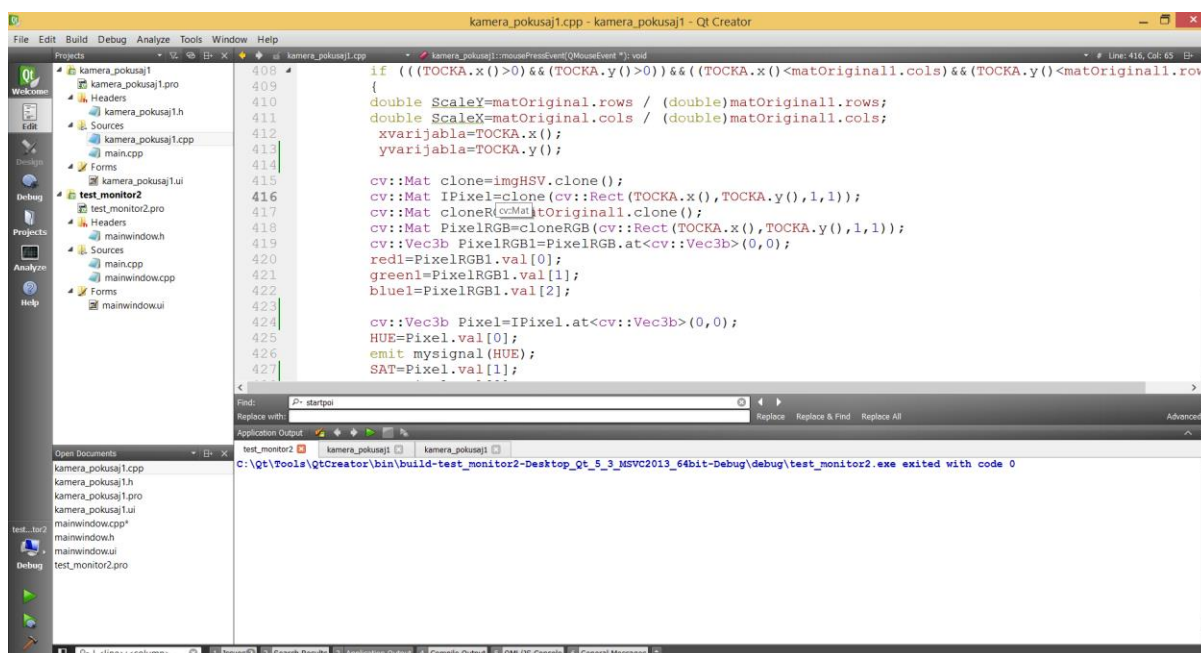 kamera_pokusaj1.cpp - kamera_pokusaj1 - Qt Creator
File Edit Build Debug Analyze Tools Window Help
Projects
kamera_pokusaj1.cpp
kamera_pokusaj1::mousePressEvent(QMouseEvent *): void
# Line: 416, Col: 65
Welcome
Edit
Design
Debug
Projects
Analyze
Help
kamera_pokusaj1
kamera_pokusaj1.pro
Headers
kamera_pokusaj1.h
Sources
kamera_pokusaj1.cpp
main.cpp
Forms
kamera_pokusaj1.ui
test_monitor2
test_monitor2.pro
Headers
mainwindow.h
Sources
main.cpp
mainwindow.cpp
Forms
mainwindow.ui
408 if (((TOCKA.x()>0)&&(TOCKA.y()>0))&&((TOCKA.x()<matOriginal1.cols)&&(TOCKA.y()<matOriginal1.row
409 {
410 double ScaleY=matOriginal.rows / (double)matOriginal1.rows;
411 double ScaleX=matOriginal.cols / (double)matOriginal1.cols;
412 xvarijabla=TOCKA.x();
413 yvarijabla=TOCKA.y();
414
415 cv::Mat clone=imgHSV.clone();
416 cv::Mat IPixel=clone(cv::Rect(TOCKA.x(),TOCKA.y(),1,1));
417 cv::Mat cloneR cv::Mat tOriginal1.clone();
418 cv::Mat PixelRGB=cloneRGB(cv::Rect(TOCKA.x(),TOCKA.y(),1,1));
419 cv::Vec3b PixelRGB1=PixelRGB.at<cv::Vec3b>(0,0);
420 red1=PixelRGB1.val[0];
421 green1=PixelRGB1.val[1];
422 blue1=PixelRGB1.val[2];
423
424 cv::Vec3b Pixel=IPixel.at<cv::Vec3b>(0,0);
425 HUE=Pixel.val[0];
426 emit mysignal(HUE);
427 SAT=Pixel.val[1];
Find: startpoi
Replace with: Replace Replace & Find Replace All Advanced
Application Output
test_monitor2 kamera_pokusaj1 kamera_pokusaj1
C:\Qt\Tools\QtCreator\bin\build-test_monitor2-Desktop_Qt_5_3_MSVC2013_64bit-Debug\debug\test_monitor2.exe exited with code 0
Open Documents
kamera_pokusaj1.cpp
kamera_pokusaj1.h
kamera_pokusaj1.pro
kamera_pokusaj1.ui
mainwindow.cpp*
mainwindow.h
mainwindow.ui
test_monitor2.pro
test...tor2
Debug